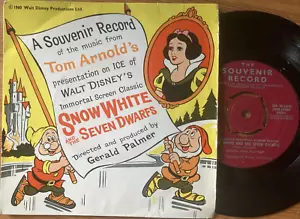 © 1960 Walt Disney Productions Ltd.
A Souvenir Record
of the music from
Tom Arnold's
presentation on ICE of
WALT DISNEY'S
Immortal Screen Classic
SNOW WHITE
AND THE SEVEN DWARFS
Directed and produced by
Gerald Palmer
THE
SOUVENIR
RECORD